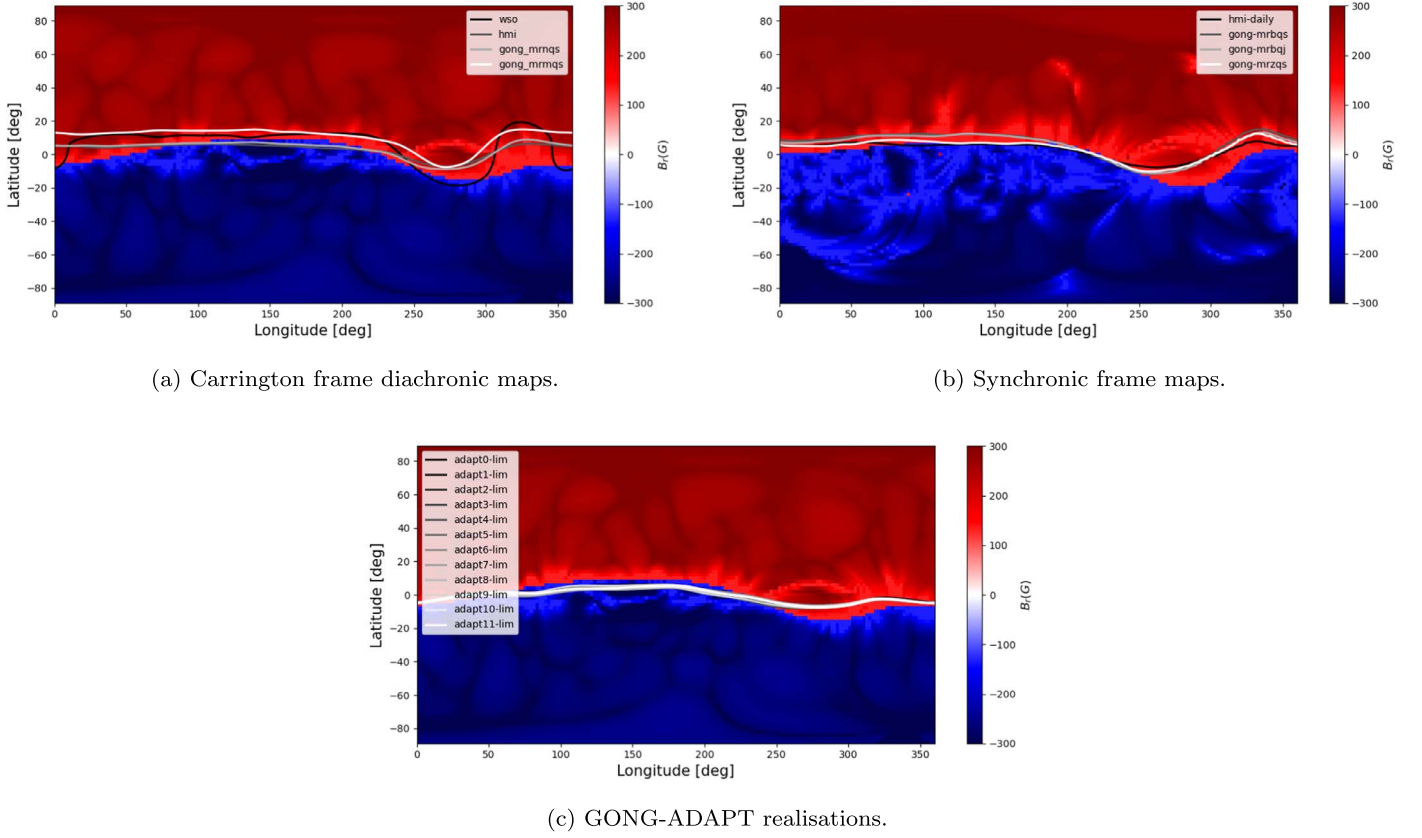 80
60
40
20
0
−20
−40
−60
−80
Latitude [deg]
0 50 100 150 200 250 300 350
Longitude [deg]
wso
hmi
gong_mrnqs
gong_mrmqs
300
200
100
0
−100
−200
−300
Br(G)
(a) Carrington frame diachronic maps.
80
60
40
20
0
−20
−40
−60
−80
Latitude [deg]
0 50 100 150 200 250 300 350
Longitude [deg]
hmi-daily
gong-mrbqs
gong-mrbqj
gong-mrzqs
300
200
100
0
−100
−200
−300
Br(G)
(b) Synchronic frame maps.
80
60
40
20
0
−20
−40
−60
−80
Latitude [deg]
0 50 100 150 200 250 300 350
Longitude [deg]
adapt0-lim
adapt1-lim
adapt2-lim
adapt3-lim
adapt4-lim
adapt5-lim
adapt6-lim
adapt7-lim
adapt8-lim
adapt9-lim
adapt10-lim
adapt11-lim
300
200
100
0
−100
−200
−300
Br(G)
(c) GONG-ADAPT realisations.